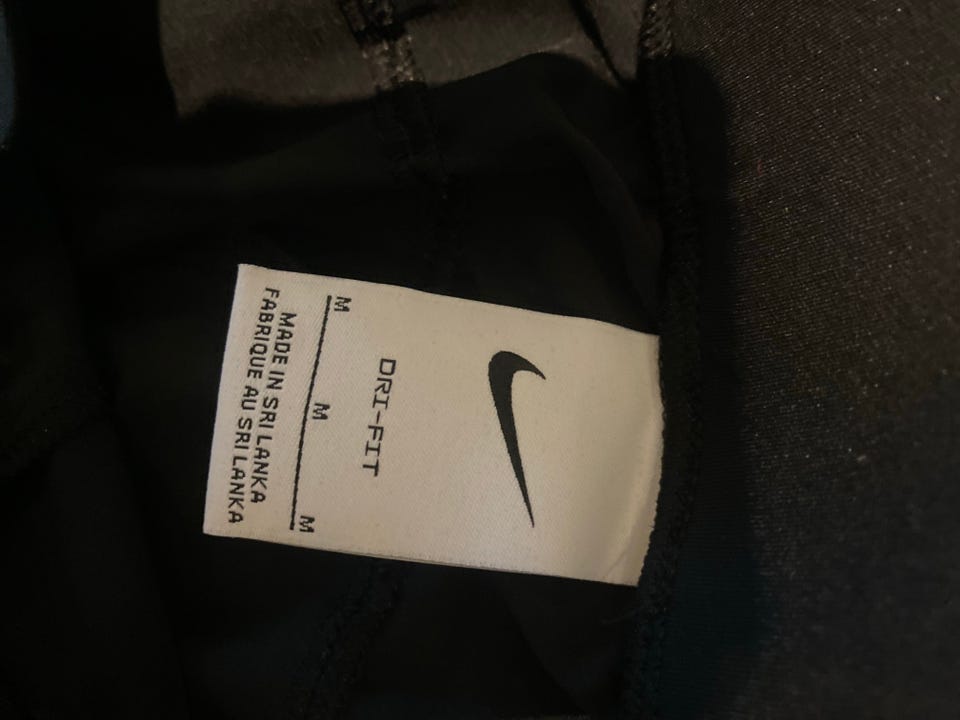 DRI-FIT
M M M
MADE IN SRI LANKA
FABRIQUE AU SRI LANKA